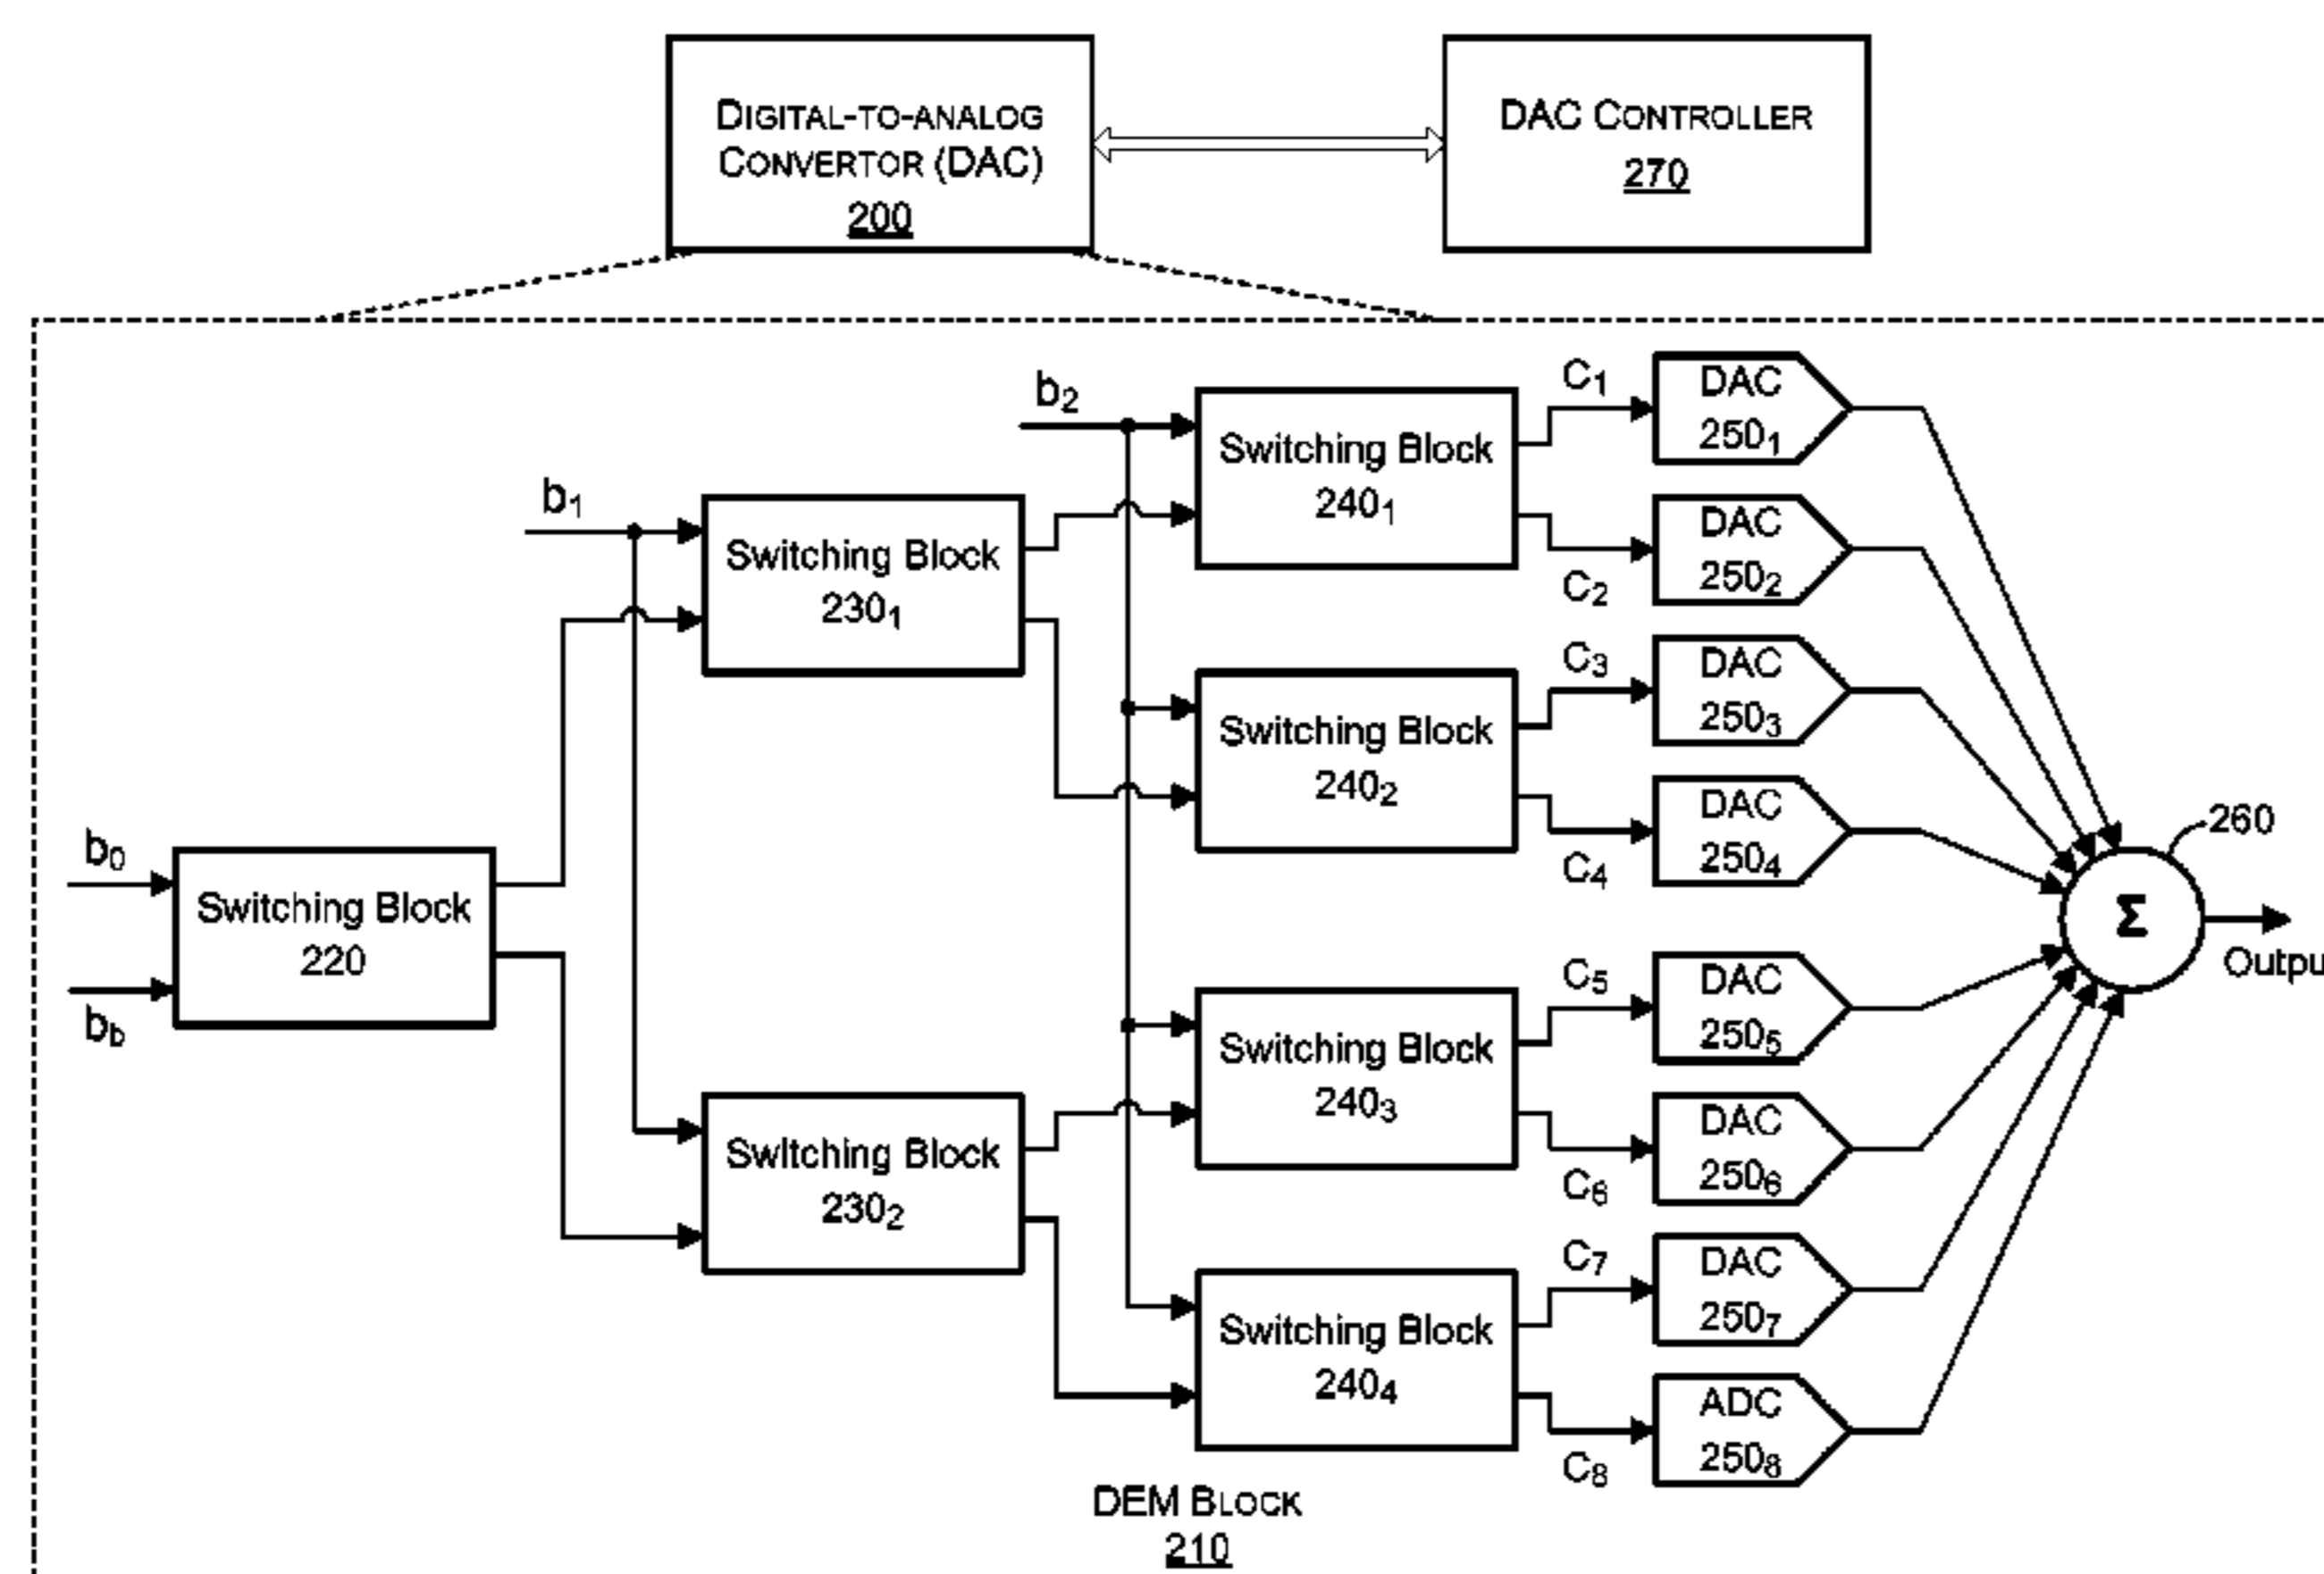 DIGITAL-TO-ANALOG
CONVERTOR (DAC)
200
DAC CONTROLLER
270
b0
bb
Switching Block
220
b1
Switching Block
2301
Switching Block
2302
b2
Switching Block
2401
Switching Block
2402
Switching Block
2403
Switching Block
2404
C1
DAC
2501
C2
DAC
2502
C3
DAC
2503
C4
DAC
2504
C5
DAC
2505
C6
DAC
2506
C7
DAC
2507
C8
ADC
2508
260
Σ
Outpu
DEM BLOCK
210